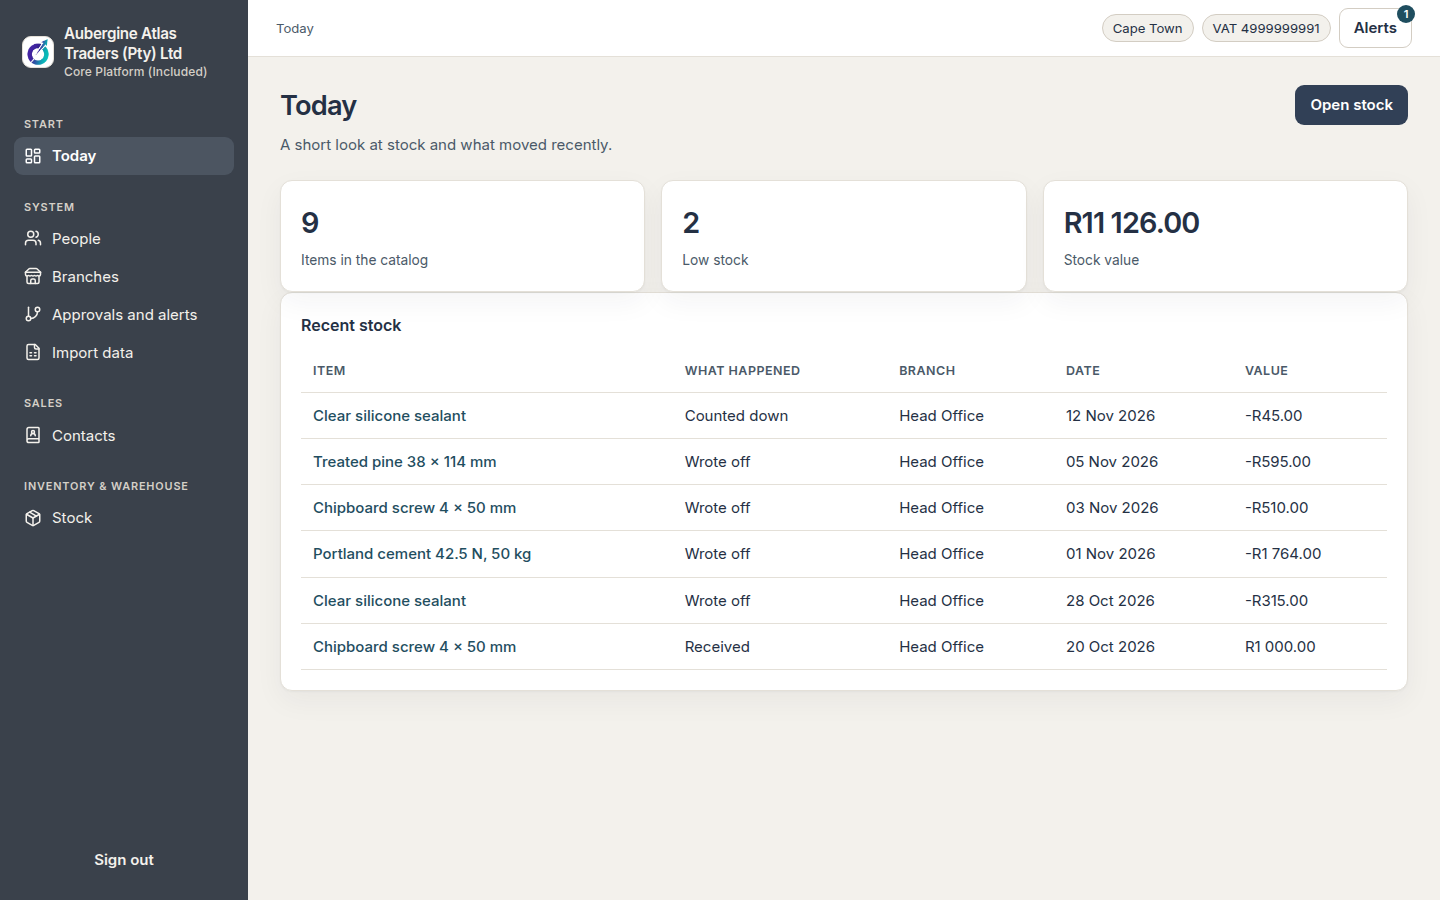 Aubergine Atlas
Traders (Pty) Ltd
Core Platform (Included)
START
Today
SYSTEM
People
Branches
Approvals and alerts
Import data
SALES
Contacts
INVENTORY & WAREHOUSE
Stock
Sign out
Today
Cape Town
VAT 4999999991
Alerts
1
Today
Open stock
A short look at stock and what moved recently.
9
Items in the catalog
2
Low stock
R11 126.00
Stock value
Recent stock
ITEM WHAT HAPPENED BRANCH DATE VALUE
Clear silicone sealant Counted down Head Office 12 Nov 2026 -R45.00
Treated pine 38 × 114 mm Wrote off Head Office 05 Nov 2026 -R595.00
Chipboard screw 4 × 50 mm Wrote off Head Office 03 Nov 2026 -R510.00
Portland cement 42.5 N, 50 kg Wrote off Head Office 01 Nov 2026 -R1 764.00
Clear silicone sealant Wrote off Head Office 28 Oct 2026 -R315.00
Chipboard screw 4 × 50 mm Received Head Office 20 Oct 2026 R1 000.00